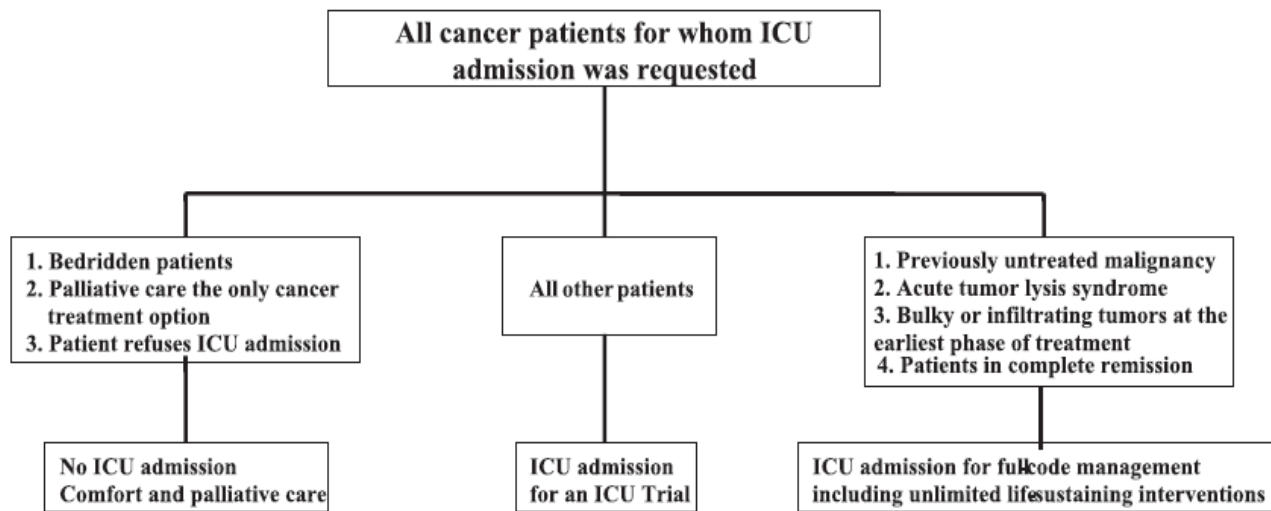 All cancer patients for whom ICU
admission was requested
1. Bedridden patients
2. Palliative care the only cancer
treatment option
3. Patient refuses ICU admission
All other patients
1. Previously untreated malignancy
2. Acute tumor lysis syndrome
3. Bulky or infiltrating tumors at the
earliest phase of treatment
4. Patients in complete remission
No ICU admission
Comfort and palliative care
ICU admission
for an ICU Trial
ICU admission for full-code management
including unlimited life-sustaining interventions